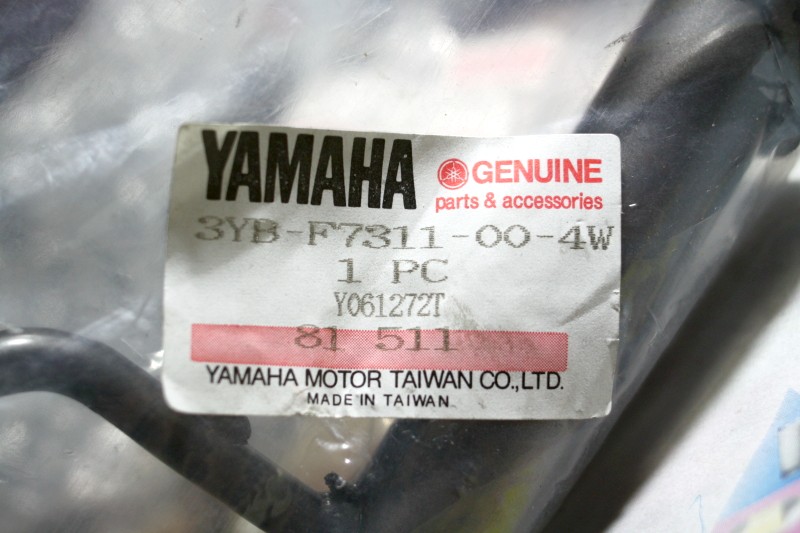 YAMAHA
GENUINE
parts & accessories
3YB-F7311-00-4W
1 PC
Y061272T
81 511
YAMAHA MOTOR TAIWAN CO.,LTD.
MADE IN TAIWAN